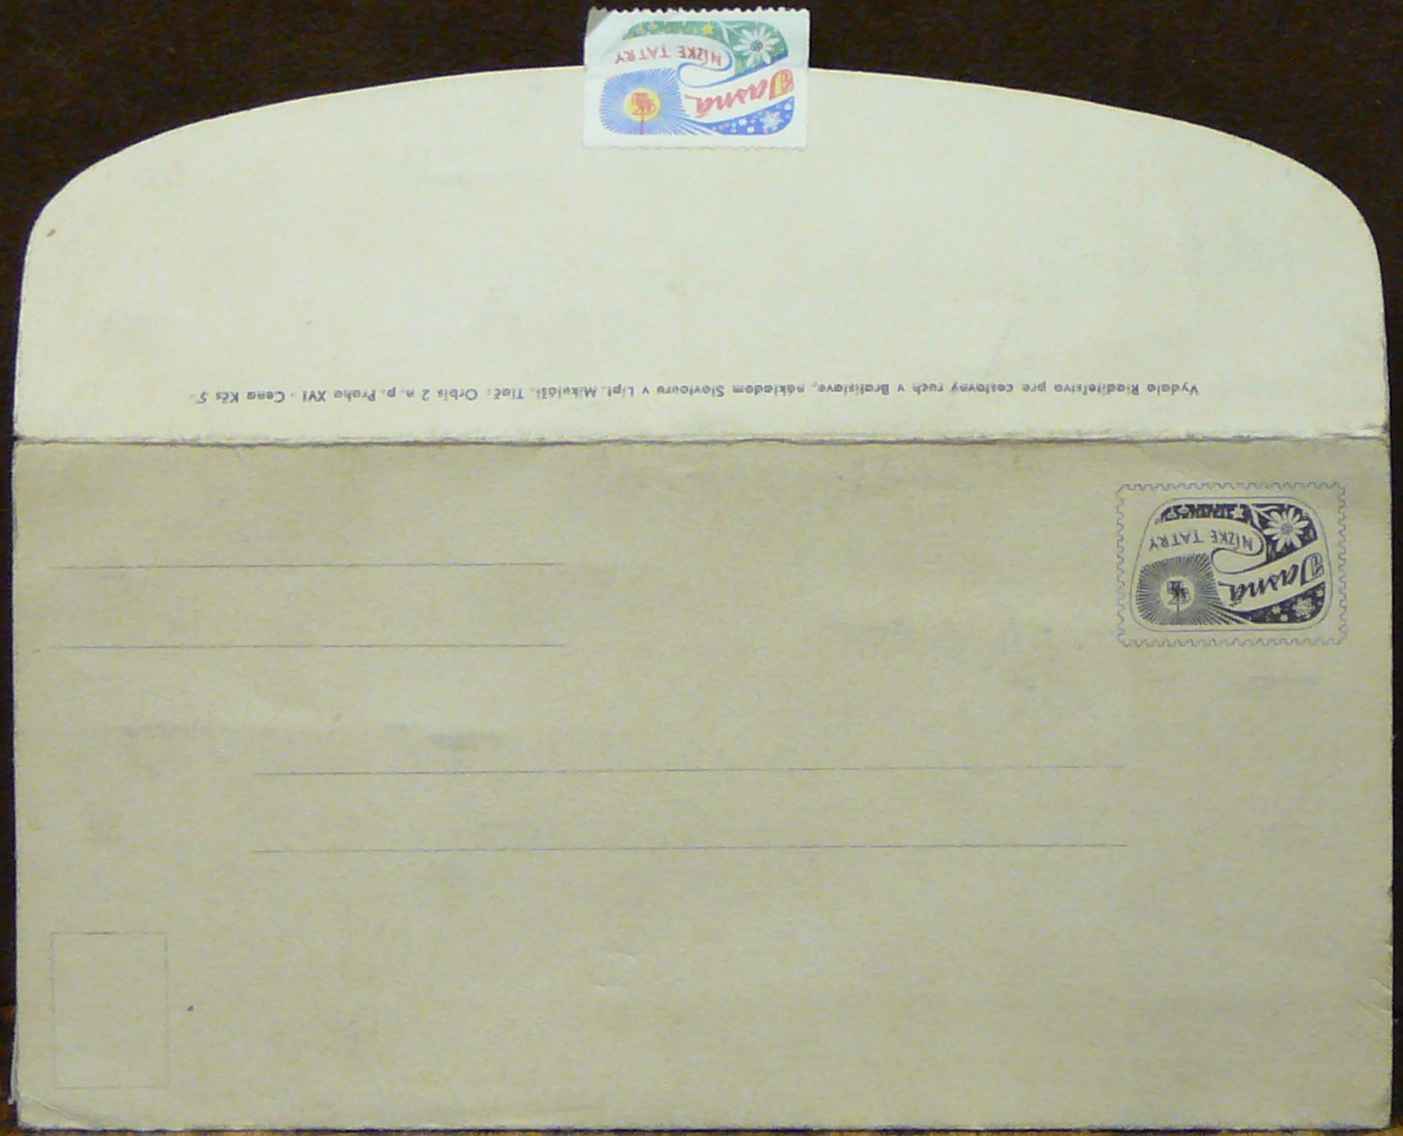 Jasná
NÍZKE TATRY
Vydalo Riaditeľstvo pre cestovný ruch v Bratislave, nákladom Slovtouru v Lipt. Mikuláši. Tlač: Orbis 2 n. p. Praha XVI · Cena Kčs 5·-
Jasná
NÍZKE TATRY